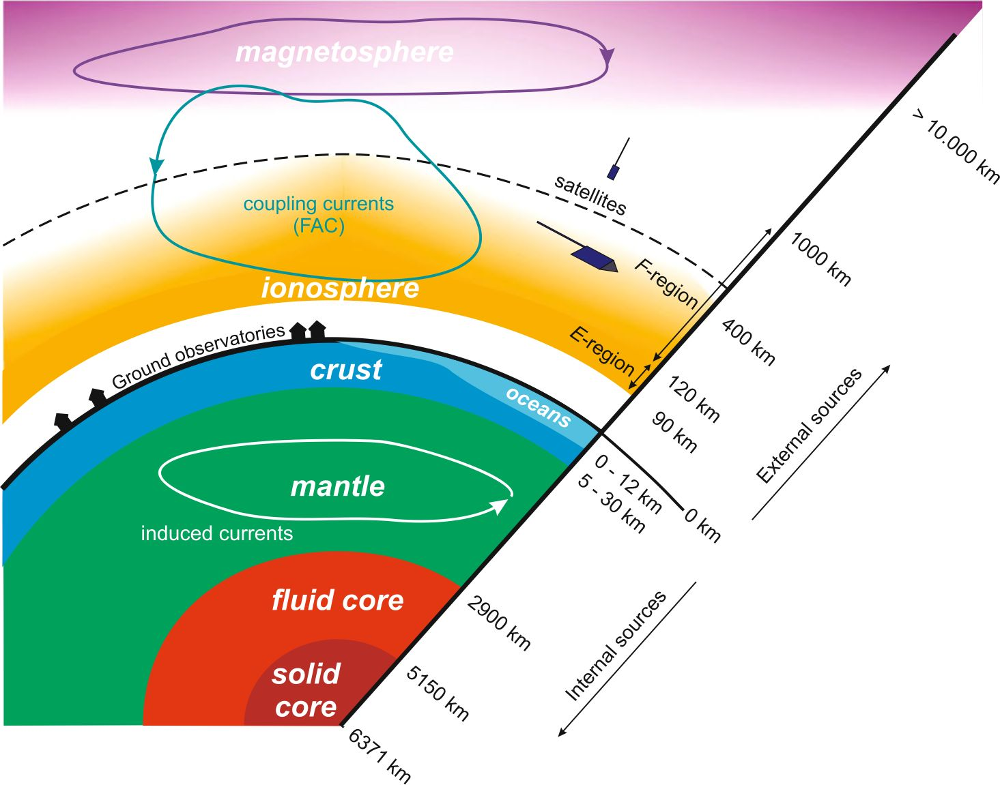 magnetosphere
> 10.000 km
satellites
coupling currents
(FAC)
1000 km
F-region
ionosphere
400 km
E-region
Ground observatories
120 km
crust
90 km
oceans
External sources
0 - 12 km
5 - 30 km
0 km
mantle
induced currents
fluid core
2900 km
Internal sources
solid
core
5150 km
6371 km